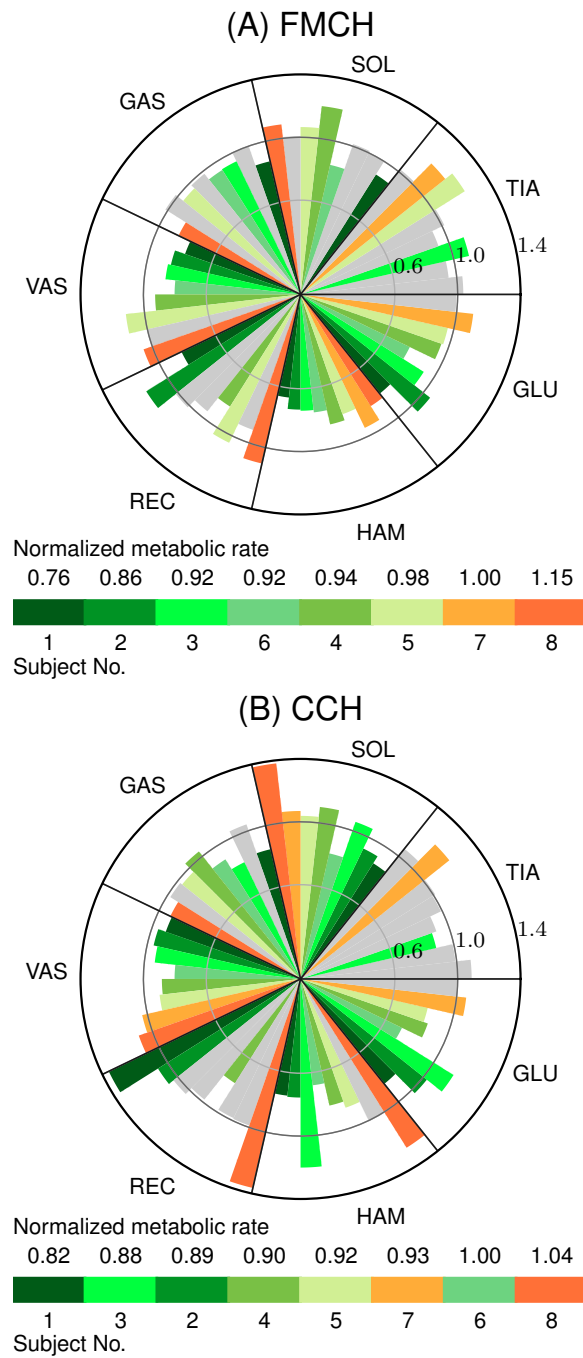 (A) FMCH
SOL
GAS
TIA
1.4
1.0
0.6
VAS
GLU
REC
HAM
Normalized metabolic rate
0.76 0.86 0.92 0.92 0.94 0.98 1.00 1.15
1 2 3 6 4 5 7 8
Subject No.
(B) CCH
SOL
GAS
TIA
1.4
1.0
0.6
VAS
GLU
REC
HAM
Normalized metabolic rate
0.82 0.88 0.89 0.90 0.92 0.93 1.00 1.04
1 3 2 4 5 7 6 8
Subject No.